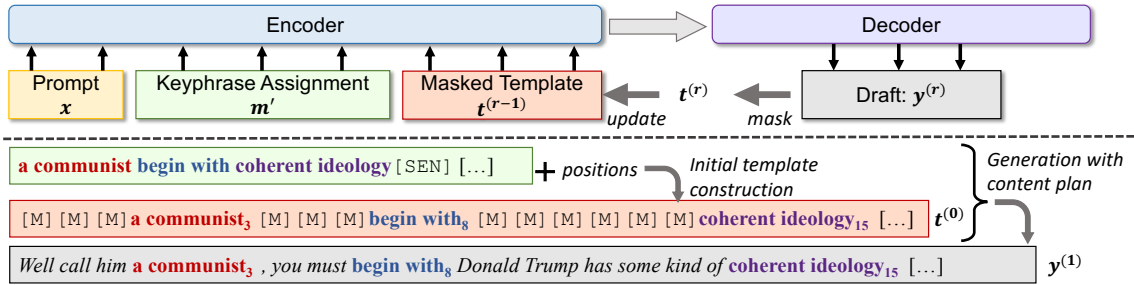 Encoder
Decoder
Prompt
x
Keyphrase Assignment
m′
Masked Template
t^(r−1)
update
t^(r)
mask
Draft: y^(r)
a communist begin with coherent ideology [SEN] […]
+ positions
Initial template
construction
Generation with
content plan
[M] [M] [M] a communist₃ [M] [M] [M] begin with₈ [M] [M] [M] [M] [M] [M] coherent ideology₁₅ […]
t^(0)
Well call him a communist₃ , you must begin with₈ Donald Trump has some kind of coherent ideology₁₅ […]
y^(1)